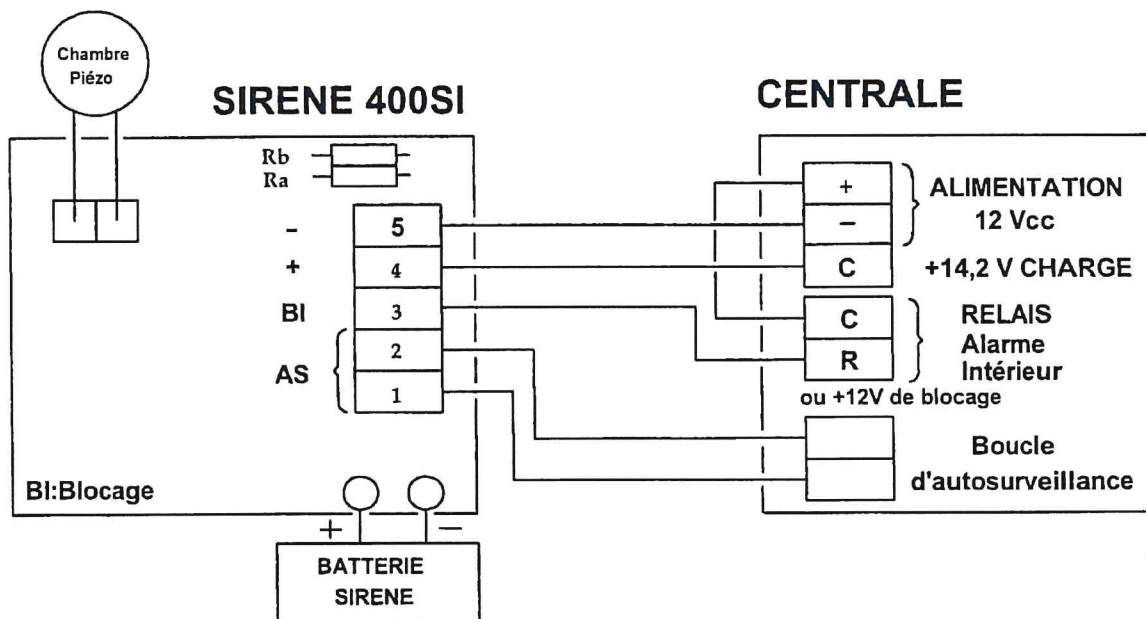 Chambre
Piézo
SIRENE 400SI
CENTRALE
Rb
Ra
- 5
+ 4
BI 3
AS
2
1
BI:Blocage
+ –
BATTERIE
SIRENE
+
–
ALIMENTATION
12 Vcc
C +14,2 V CHARGE
C
R
RELAIS
Alarme
Intérieur
ou +12V de blocage
Boucle
d'autosurveillance